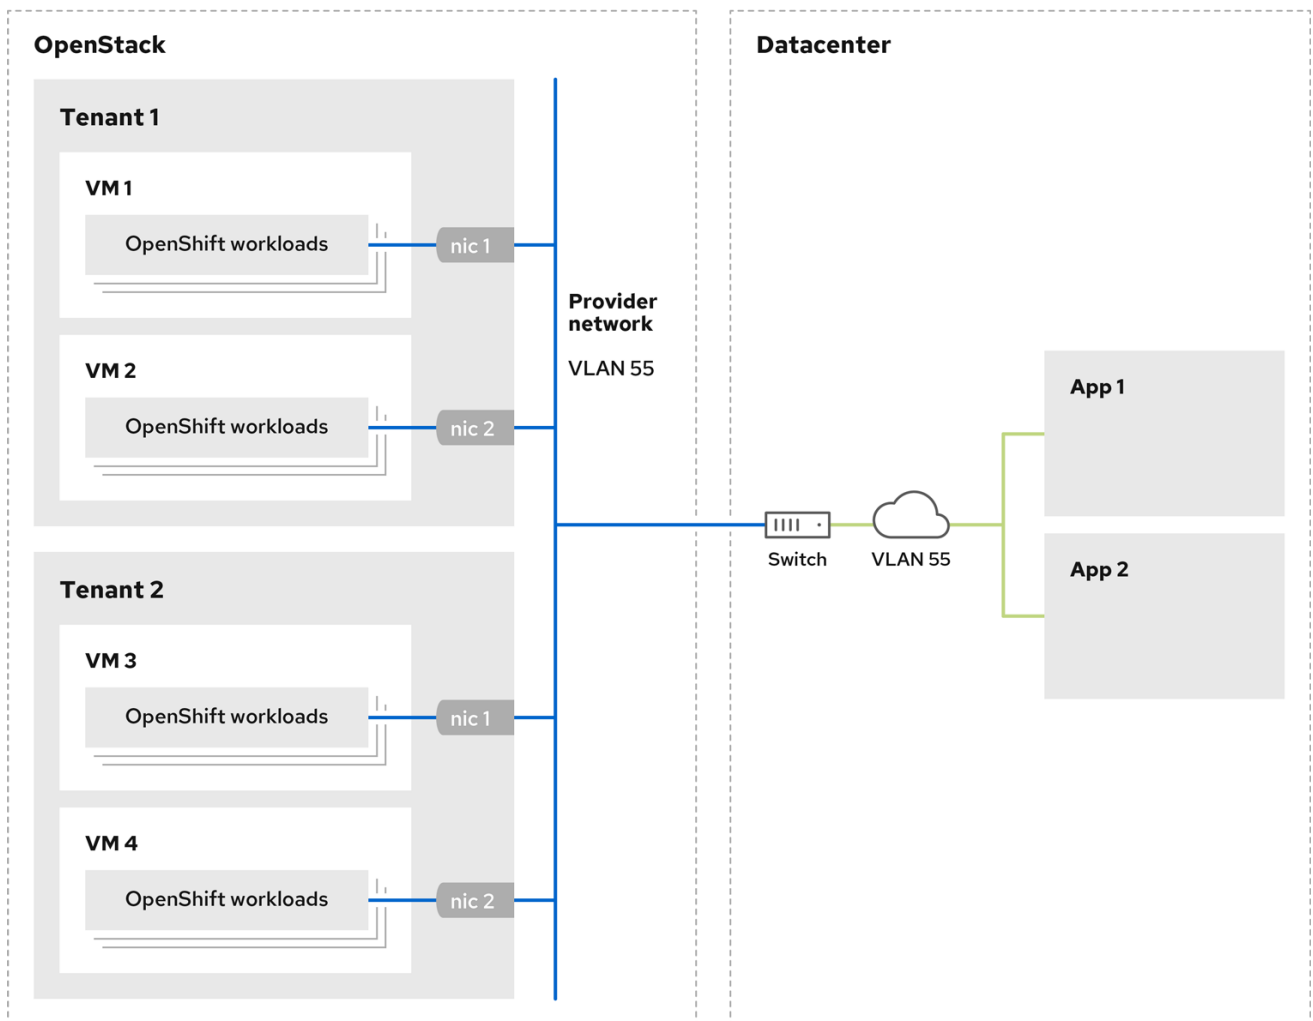 OpenStack
Tenant 1
VM 1
OpenShift workloads
nic 1
VM 2
OpenShift workloads
nic 2
Provider
network
VLAN 55
Tenant 2
VM 3
OpenShift workloads
nic 1
VM 4
OpenShift workloads
nic 2
Datacenter
Switch
VLAN 55
App 1
App 2